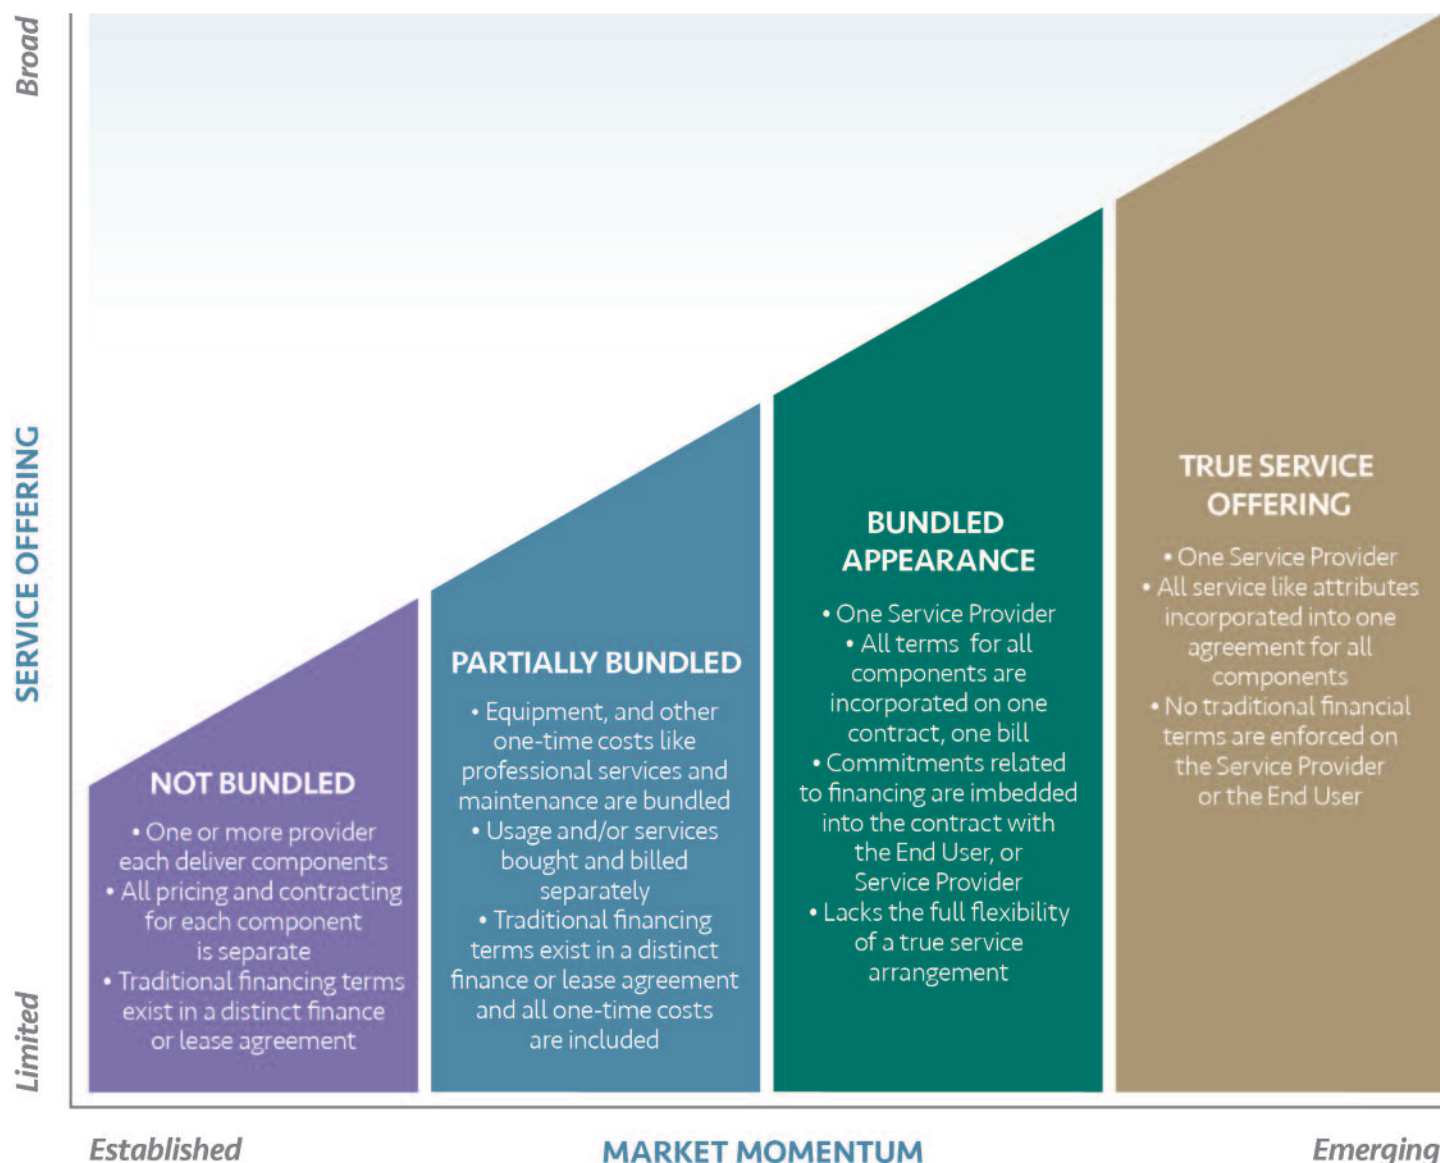 Broad
SERVICE OFFERING
Limited
NOT BUNDLED
• One or more provider
each deliver components
• All pricing and contracting
for each component
is separate
• Traditional financing terms
exist in a distinct finance
or lease agreement
PARTIALLY BUNDLED
• Equipment, and other
one-time costs like
professional services and
maintenance are bundled
• Usage and/or services
bought and billed
separately
• Traditional financing
terms exist in a distinct
finance or lease agreement
and all one-time costs
are included
BUNDLED
APPEARANCE
• One Service Provider
• All terms for all
components are
incorporated on one
contract, one bill
• Commitments related
to financing are imbedded
into the contract with
the End User, or
Service Provider
• Lacks the full flexibility
of a true service
arrangement
TRUE SERVICE
OFFERING
• One Service Provider
• All service like attributes
incorporated into one
agreement for all
components
• No traditional financial
terms are enforced on
the Service Provider
or the End User
Established
MARKET MOMENTUM
Emerging